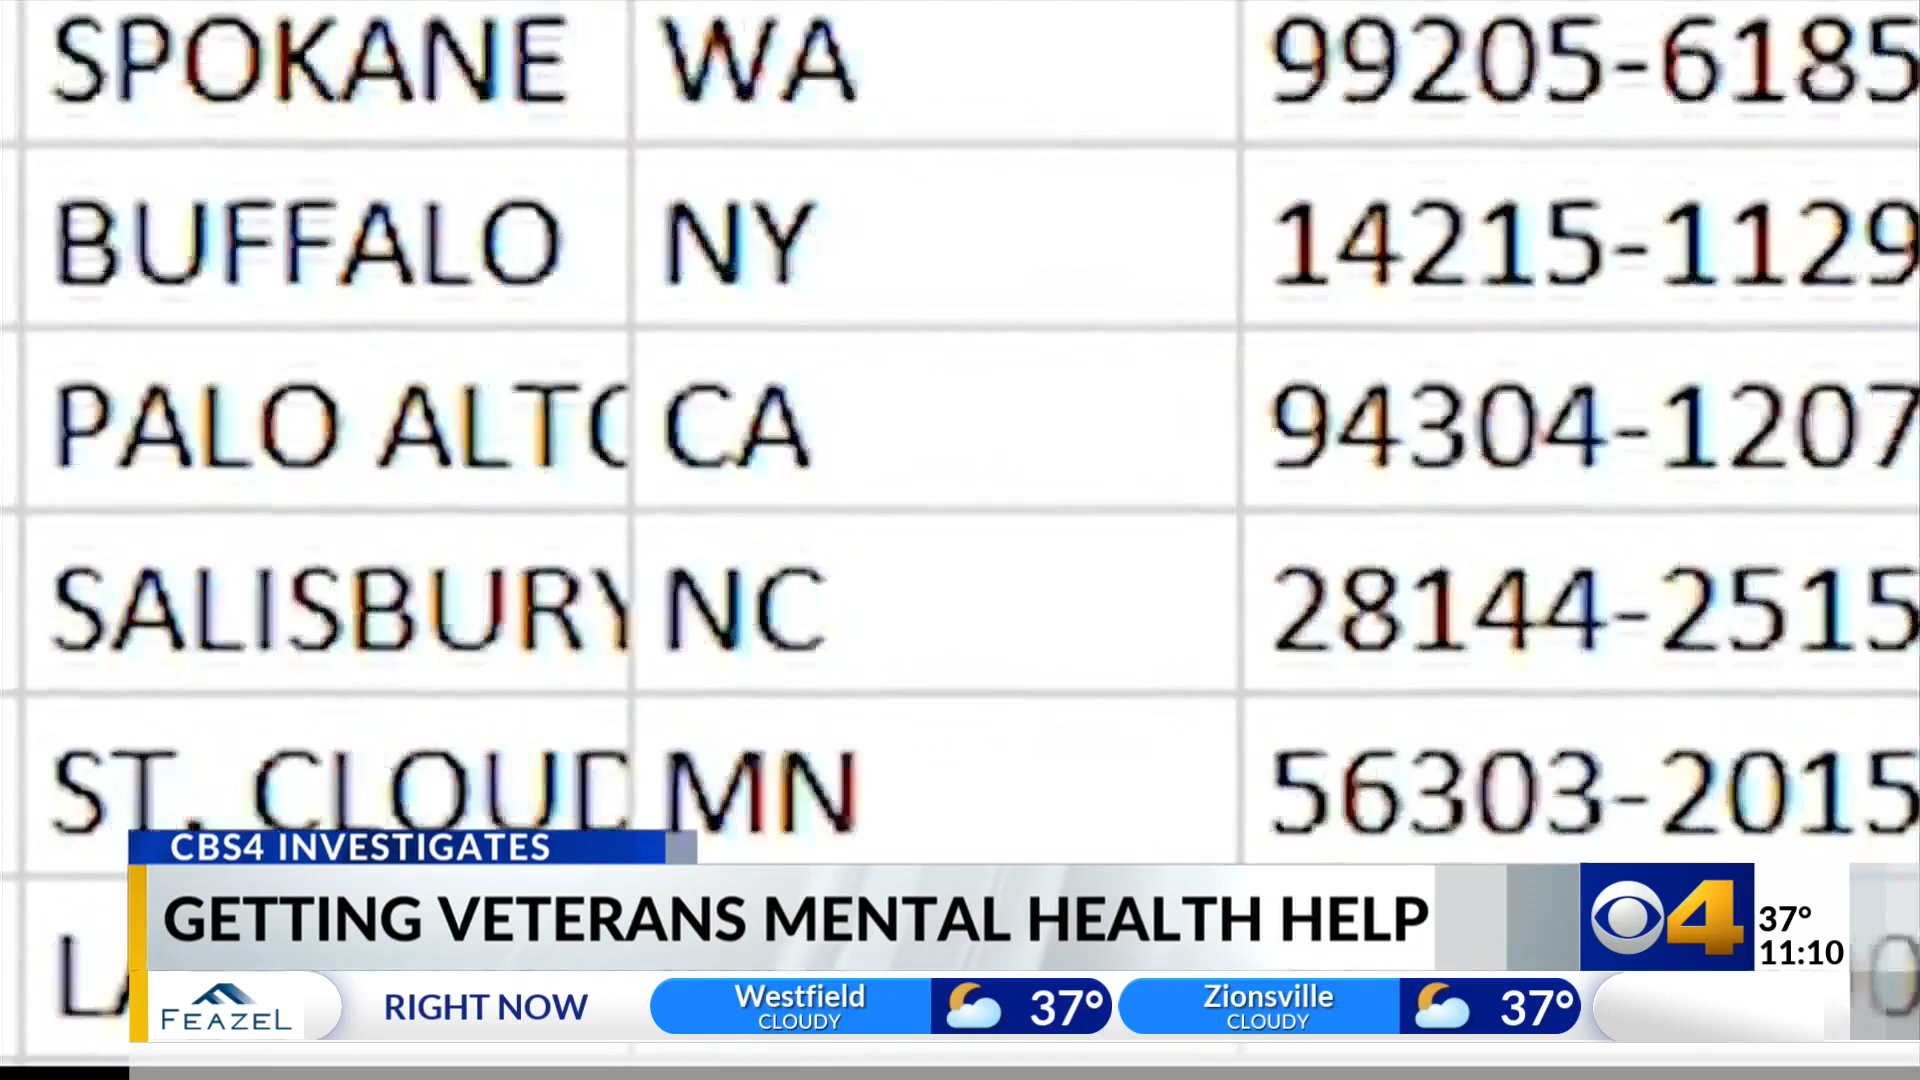 SPOKANE WA 99205-6185
BUFFALO NY 14215-1129
PALO ALTO CA 94304-1207
SALISBURY NC 28144-2515
ST. CLOUD MN 56303-2015
CBS4 INVESTIGATES
GETTING VETERANS MENTAL HEALTH HELP
4
37°
11:10
FEAZEL
RIGHT NOW
Westfield
CLOUDY
37°
Zionsville
CLOUDY
37°